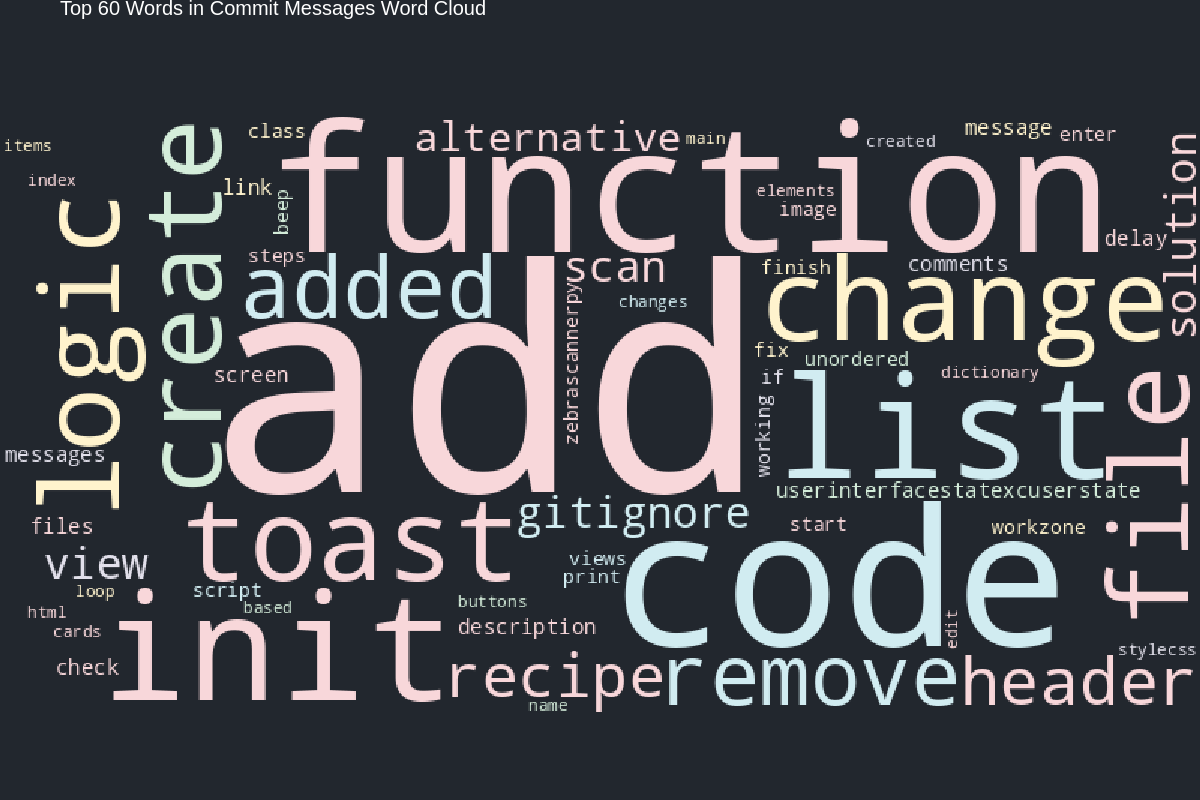 Top 60 Words in Commit Messages Word Cloud
items
index
class
alternative
main
created
message
enter
function
create
link
beep
elements
image
solution
delay
logic
steps
added
scan
finish
comments
change
changes
add
zebrascannerpy
screen
fix
unordered
if
dictionary
working
list
file
messages
userinterfacestatexcuserstate
files
toast
gitignore
start
workzone
view
views
print
code
loop
script
based
buttons
html
cards
init
description
edit
check
recipe
remove
header
stylecss
name